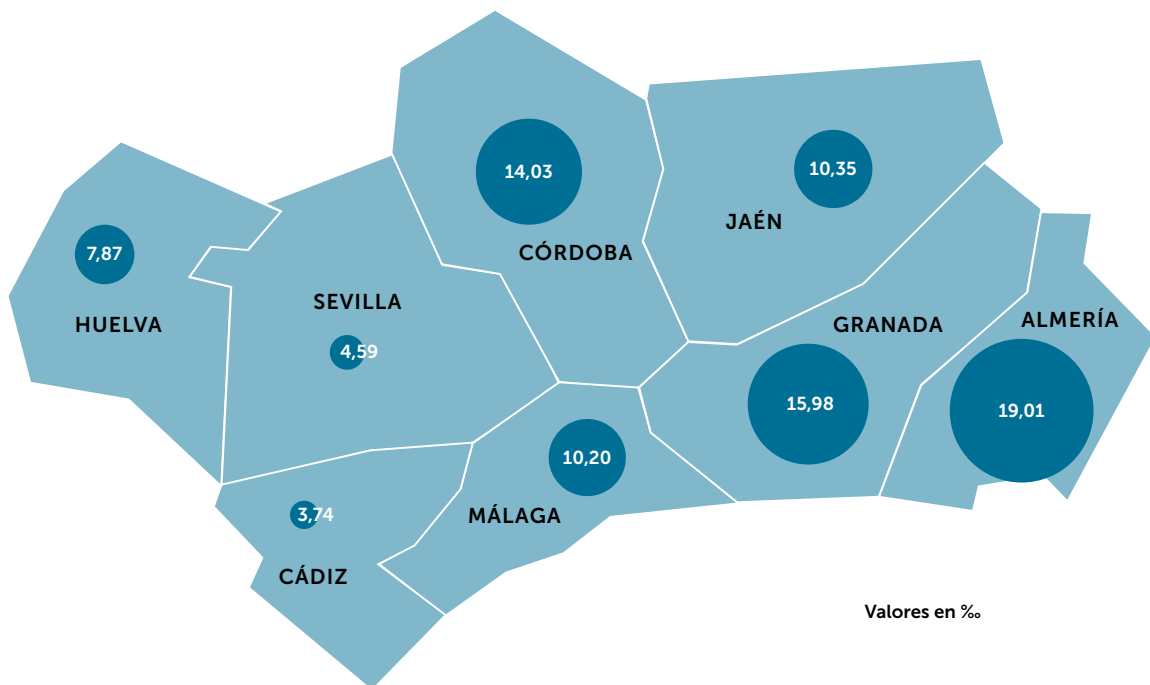 14,03
CÓRDOBA
10,35
JAÉN
7,87
HUELVA
SEVILLA
4,59
GRANADA
15,98
ALMERÍA
19,01
10,20
MÁLAGA
3,74
CÁDIZ
Valores en ‰